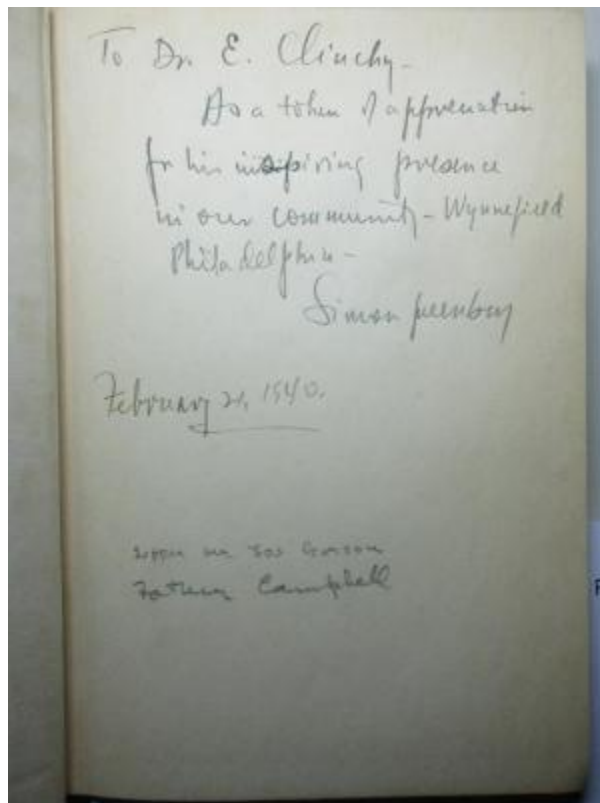 To Dr. E. Clinchy -
As a token of appreciation
for his inspiring presence
in our community - Wynnefield
Philadelphia -
Simon Greenberg
February 21, 1940.
Father Campbell